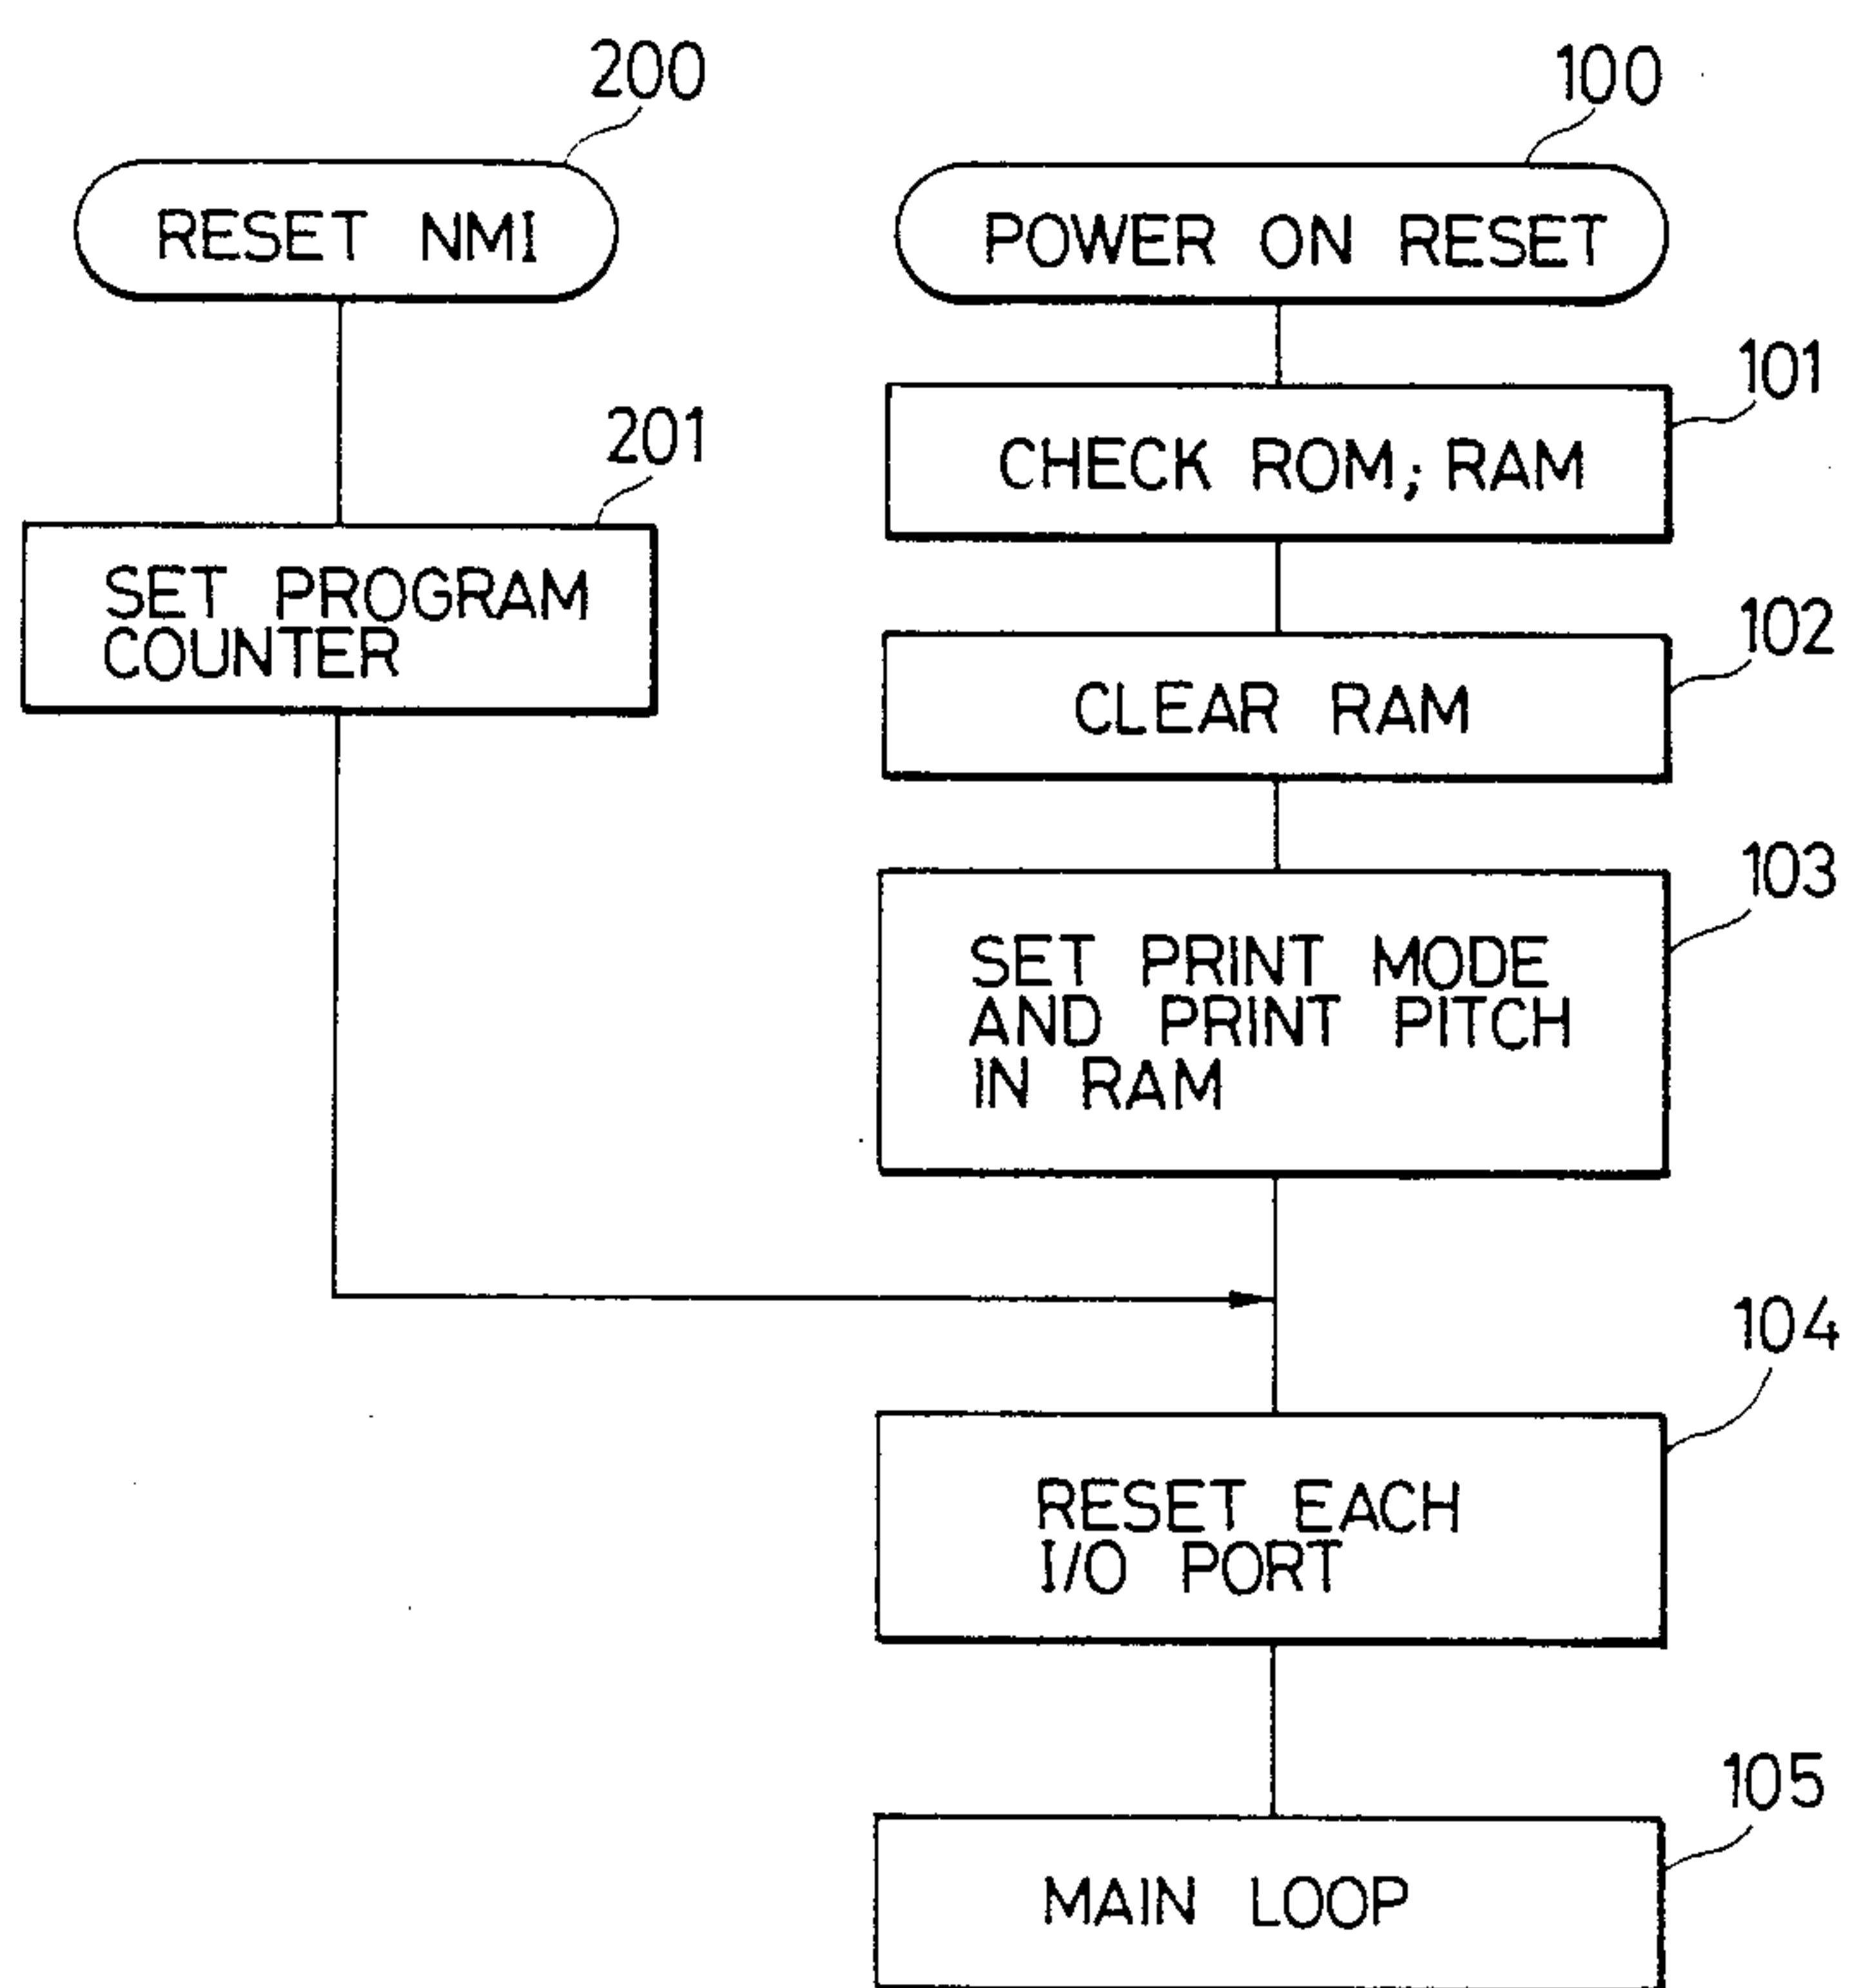 200
100
RESET NMI
POWER ON RESET
101
CHECK ROM; RAM
201
SET PROGRAM
COUNTER
102
CLEAR RAM
103
SET PRINT MODE
AND PRINT PITCH
IN RAM
104
RESET EACH
I/O PORT
105
MAIN LOOP